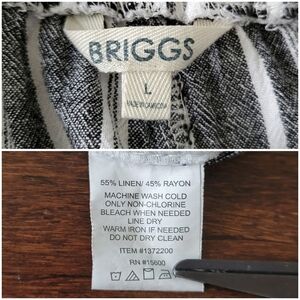 BRIGGS
L
MADE IN CAMBODIA
55% LINEN/ 45% RAYON
MACHINE WASH COLD
ONLY NON-CHLORINE
BLEACH WHEN NEEDED
LINE DRY
WARM IRON IF NEEDED
DO NOT DRY CLEAN
ITEM #1372200
RN #15600